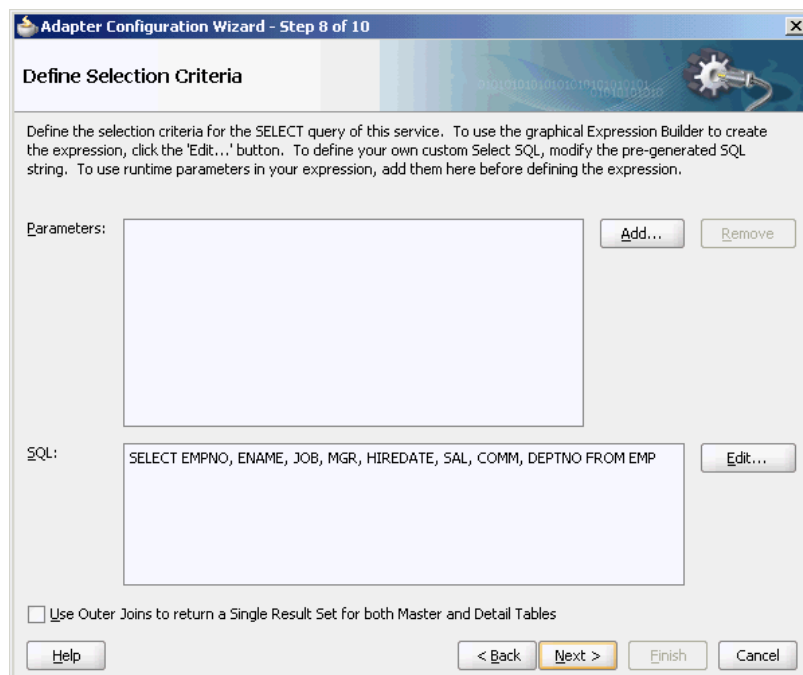 Adapter Configuration Wizard - Step 8 of 10
Define Selection Criteria
Define the selection criteria for the SELECT query of this service. To use the graphical Expression Builder to create
the expression, click the 'Edit...' button. To define your own custom Select SQL, modify the pre-generated SQL
string. To use runtime parameters in your expression, add them here before defining the expression.
Parameters:
Add...
Remove
SQL:
SELECT EMPNO, ENAME, JOB, MGR, HIREDATE, SAL, COMM, DEPTNO FROM EMP
Edit...
Use Outer Joins to return a Single Result Set for both Master and Detail Tables
Help
< Back
Next >
Finish
Cancel